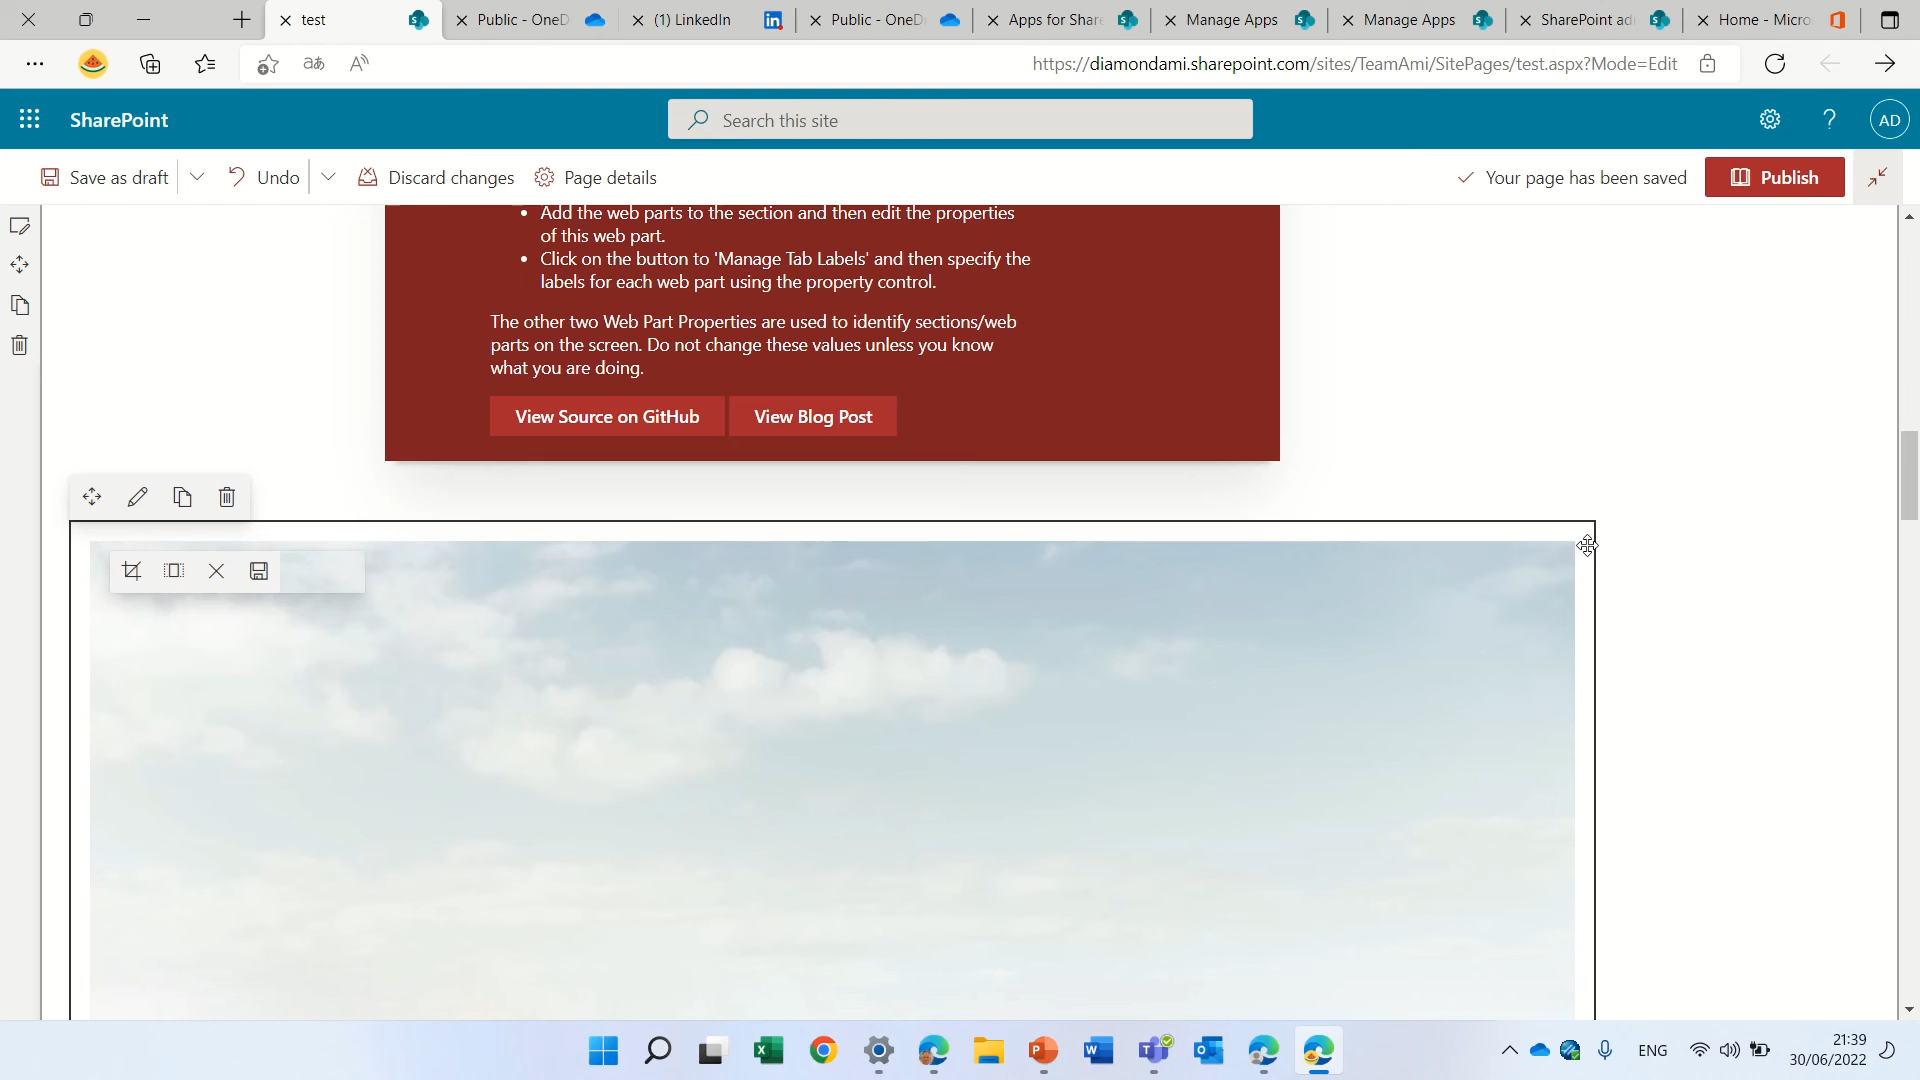 test
Public - OneD
(1) LinkedIn
Public - OneD
Apps for Share
Manage Apps
Manage Apps
SharePoint ad
Home - Micro
https://diamondami.sharepoint.com/sites/TeamAmi/SitePages/test.aspx?Mode=Edit
SharePoint
Search this site
AD
Save as draft
Undo
Discard changes
Page details
Your page has been saved
Publish
• Add the web parts to the section and then edit the properties
of this web part.
• Click on the button to 'Manage Tab Labels' and then specify the
labels for each web part using the property control.
The other two Web Part Properties are used to identify sections/web
parts on the screen. Do not change these values unless you know
what you are doing.
View Source on GitHub
View Blog Post
ENG
21:39
30/06/2022